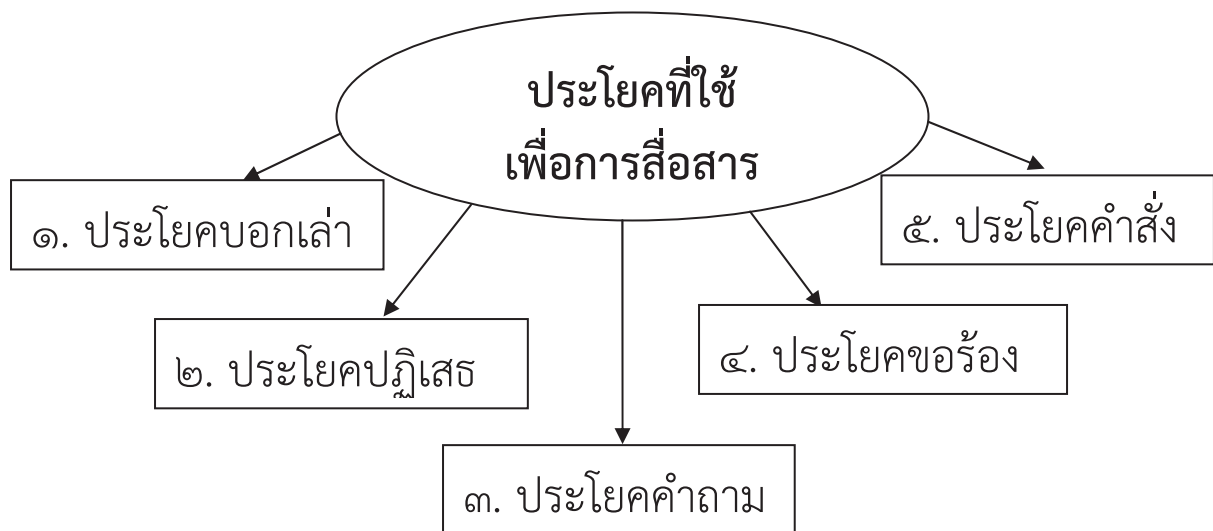 ประโยคที่ใช้
เพื่อการสื่อสาร
๑. ประโยคบอกเล่า
๒. ประโยคปฏิเสธ
๓. ประโยคคำถาม
๔. ประโยคขอร้อง
๕. ประโยคคำสั่ง